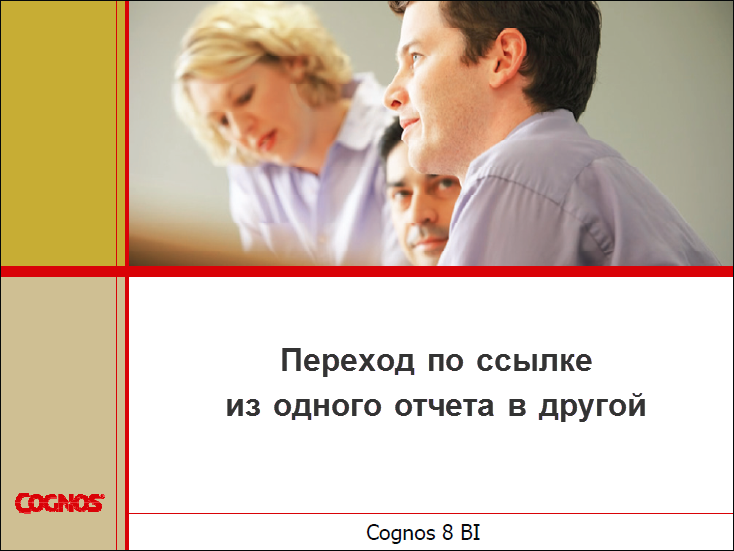 Переход по ссылке
из одного отчета в другой
COGNOS®
Cognos 8 BI